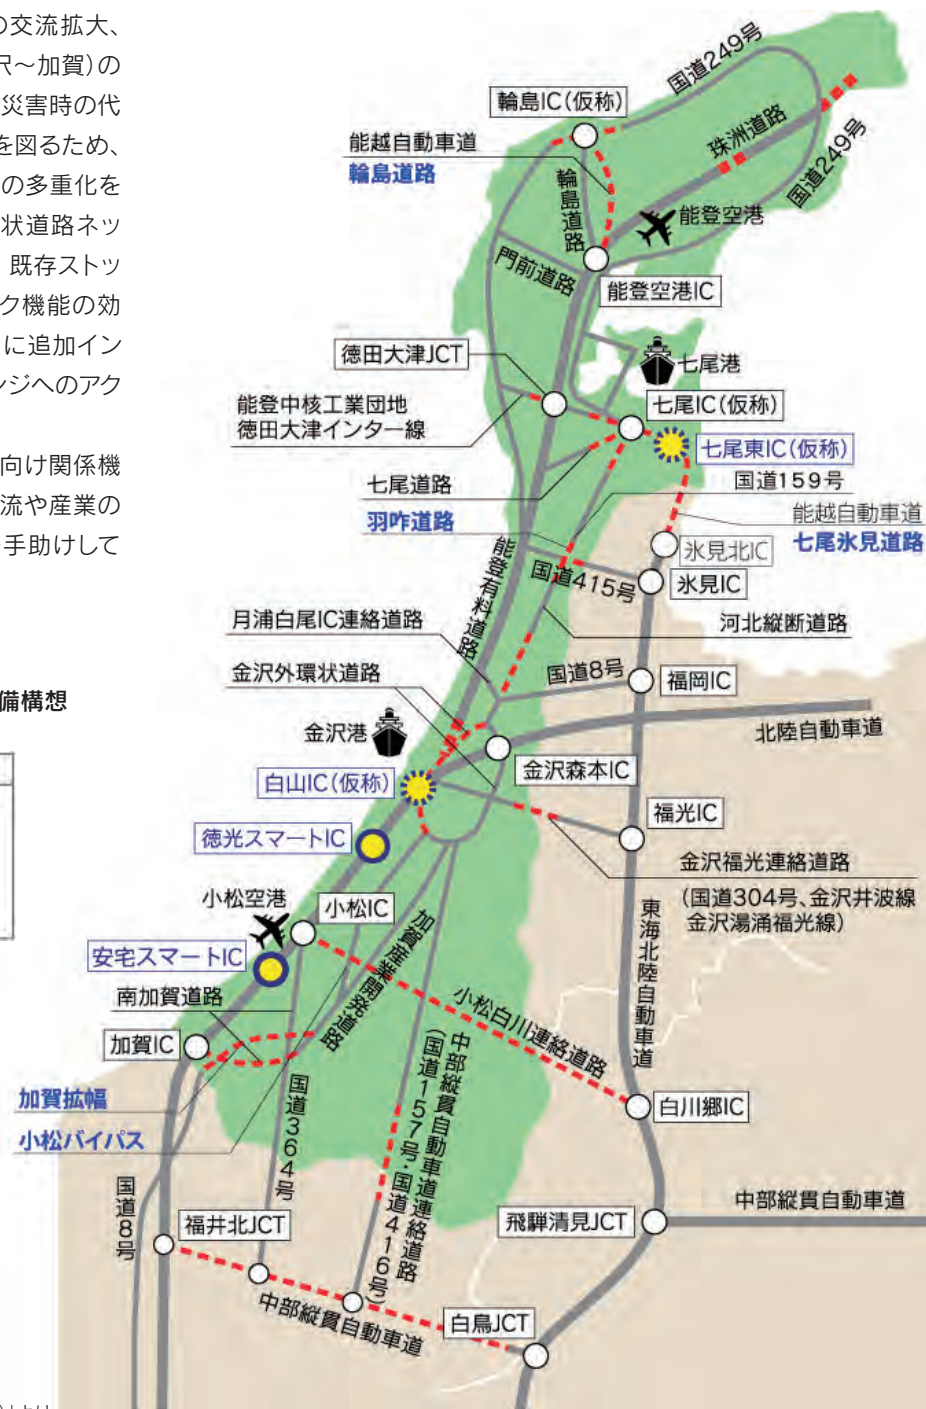 の交流拡大、
沢～加賀)の
災害時の代
を図るため、
の多重化を
状道路ネッ
既存ストッ
ク機能の効
に追加イン
ンジへのアク
向け関係機
流や産業の
手助けして
備構想
国道249号
輪島IC(仮称)
珠洲道路
国道249号
能越自動車道
輪島道路
輪島道路
能登空港
門前道路
能登空港IC
徳田大津JCT
七尾港
能登中核工業団地
徳田大津インター線
七尾IC(仮称)
七尾東IC(仮称)
七尾道路
国道159号
羽咋道路
能越自動車道
七尾氷見道路
能登有料道路
氷見北IC
国道415号
氷見IC
月浦白尾IC連絡道路
河北縦断道路
金沢外環状道路
国道8号
福岡IC
金沢港
北陸自動車道
金沢森本IC
白山IC(仮称)
福光IC
徳光スマートIC
金沢福光連絡道路
(国道304号、金沢井波線
金沢湯涌福光線)
小松空港
小松IC
加賀産業開発道路
東海北陸自動車道
安宅スマートIC
南加賀道路
小松白川連絡道路
加賀IC
中部縦貫自動車道連絡道路
(国道157号・国道416号)
加賀拡幅
国道364号
白川郷IC
小松バイパス
国道8号
中部縦貫自動車道
福井北JCT
飛騨清見JCT
中部縦貫自動車道
白鳥JCT